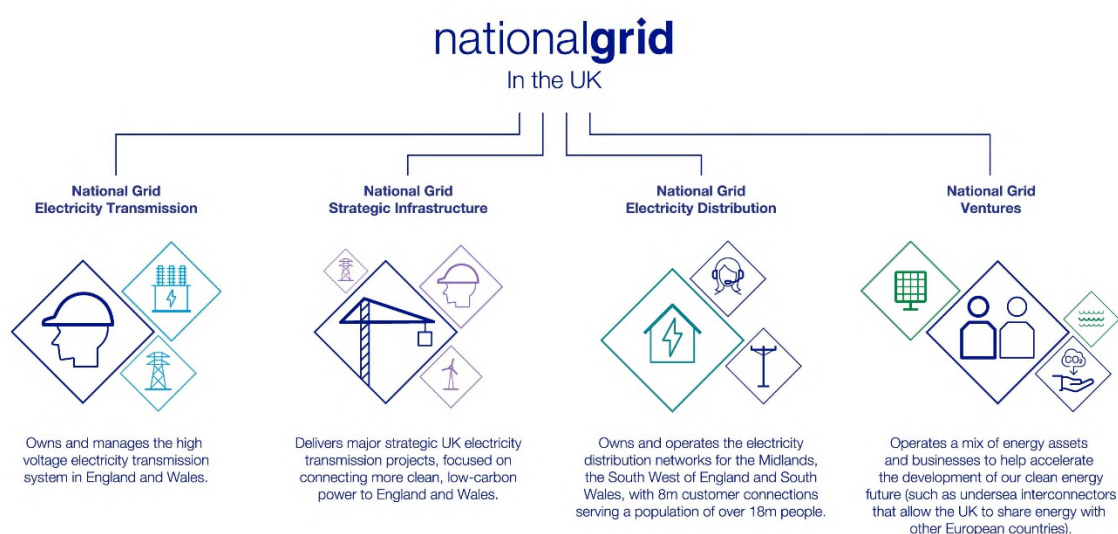 nationalgrid
In the UK
National Grid
Electricity Transmission
National Grid
Strategic Infrastructure
National Grid
Electricity Distribution
National Grid
Ventures
CO₂
Owns and manages the high
voltage electricity transmission
system in England and Wales.
Delivers major strategic UK electricity
transmission projects, focused on
connecting more clean, low-carbon
power to England and Wales.
Owns and operates the electricity
distribution networks for the Midlands,
the South West of England and South
Wales, with 8m customer connections
serving a population of over 18m people.
Operates a mix of energy assets
and businesses to help accelerate
the development of our clean energy
future (such as undersea interconnectors
that allow the UK to share energy with
other European countries).